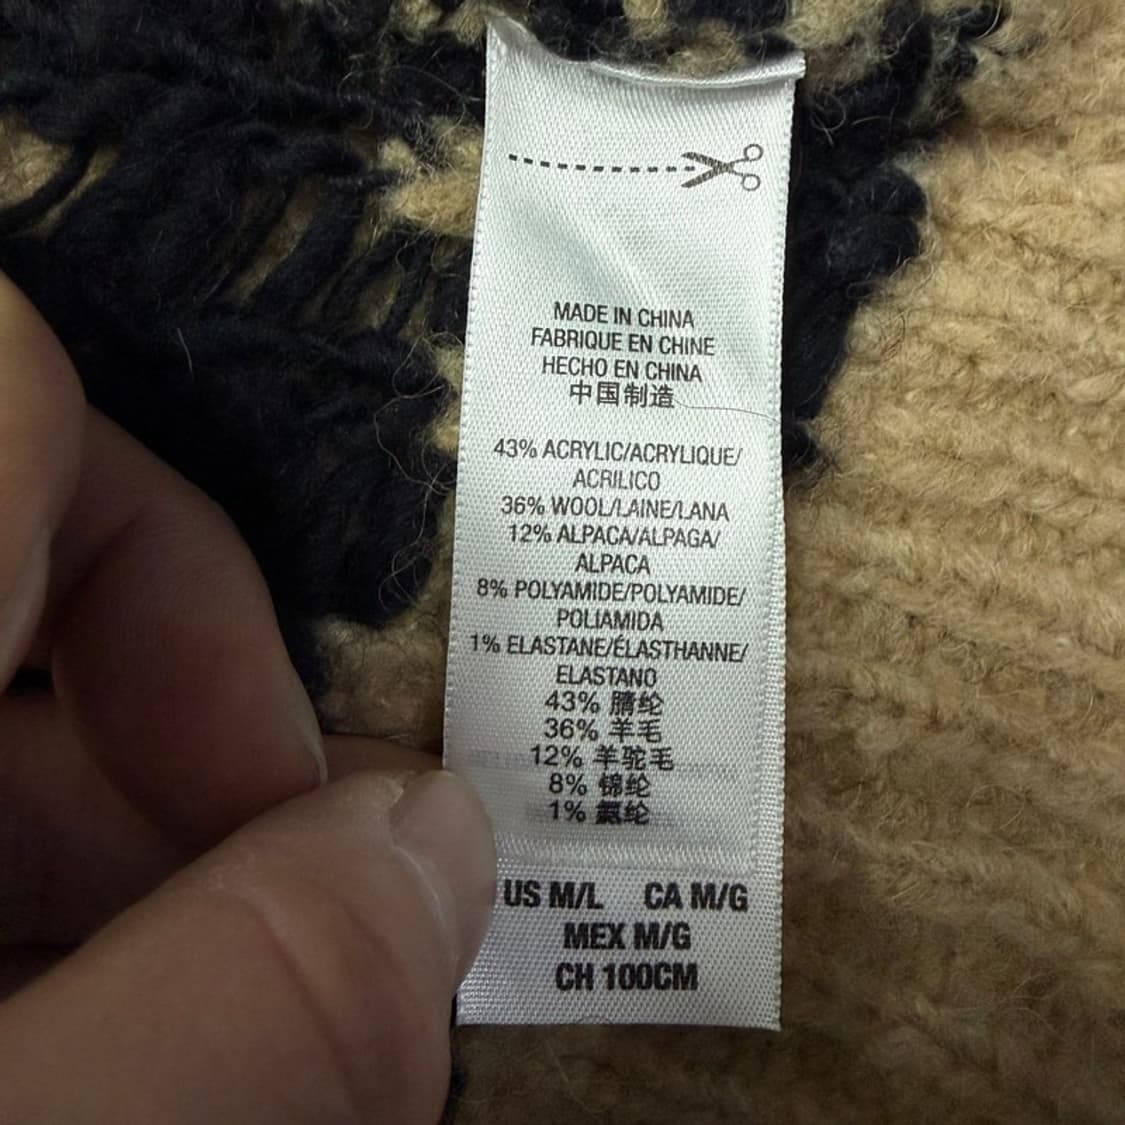 MADE IN CHINA
FABRIQUE EN CHINE
HECHO EN CHINA
中国制造
43% ACRYLIC/ACRYLIQUE/
ACRILICO
36% WOOL/LAINE/LANA
12% ALPACA/ALPAGA/
ALPACA
8% POLYAMIDE/POLYAMIDE/
POLIAMIDA
1% ELASTANE/ÉLASTHANNE/
ELASTANO
43% 腈纶
36% 羊毛
12% 羊驼毛
8% 锦纶
1% 氨纶
US M/L CA M/G
MEX M/G
CH 100CM